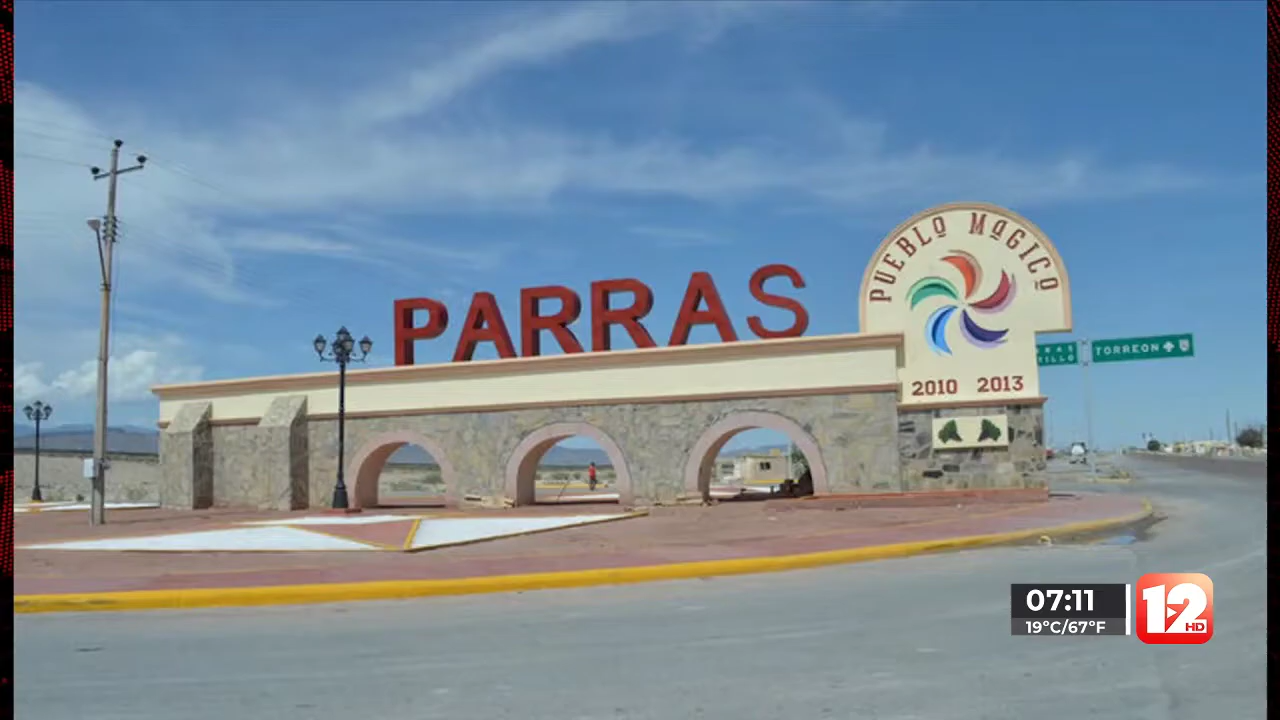 PARRAS
PUEBLO MAGICO
2010 2013
TORREON
07:11
19°C/67°F
12
HD